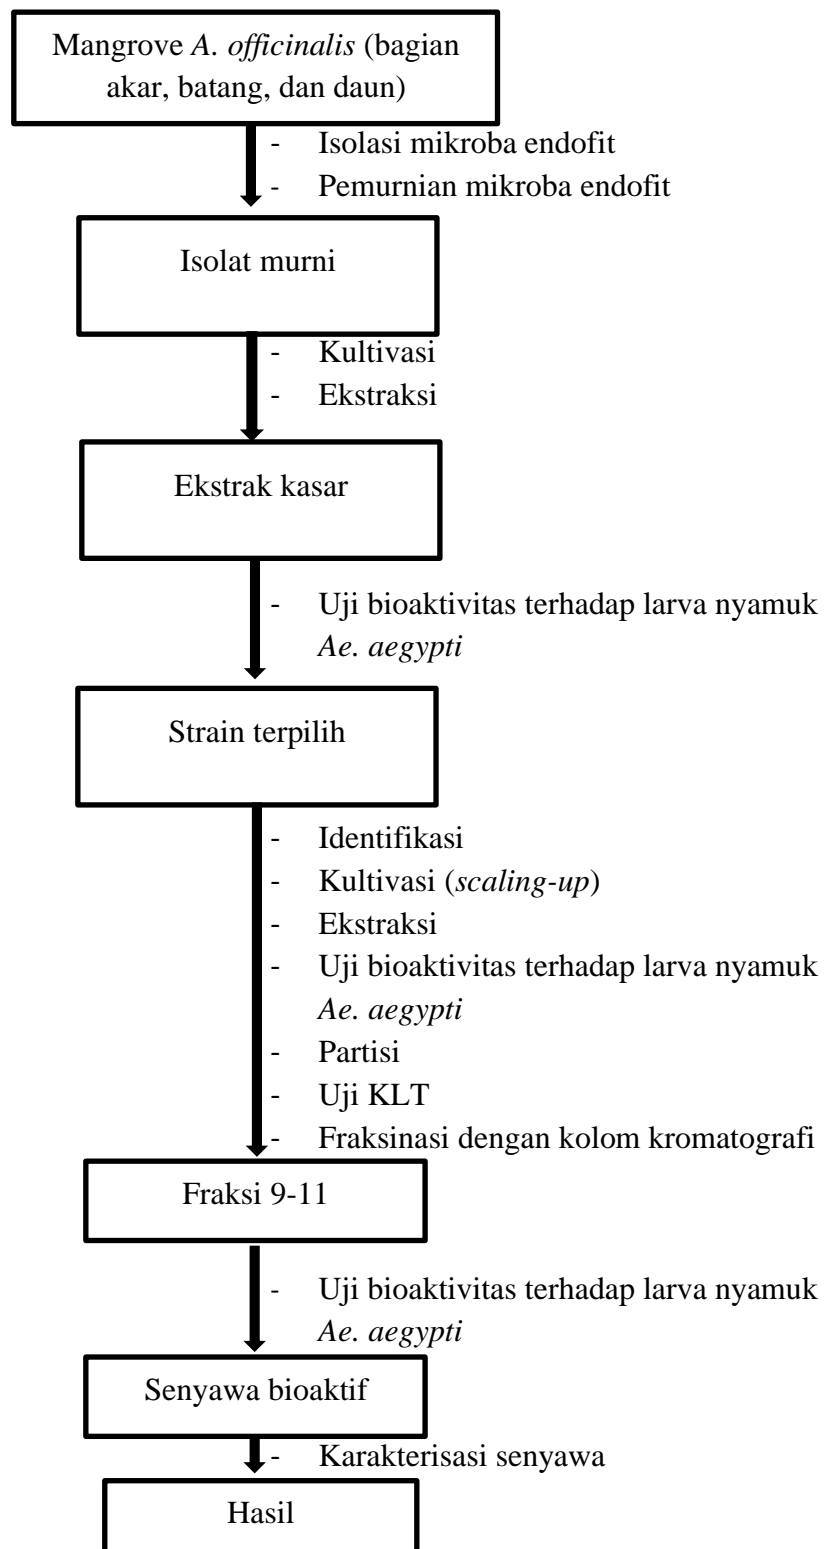 Mangrove A. officinalis (bagian
akar, batang, dan daun)
- Isolasi mikroba endofit
- Pemurnian mikroba endofit
Isolat murni
- Kultivasi
- Ekstraksi
Ekstrak kasar
- Uji bioaktivitas terhadap larva nyamuk
Ae. aegypti
Strain terpilih
- Identifikasi
- Kultivasi (scaling-up)
- Ekstraksi
- Uji bioaktivitas terhadap larva nyamuk
Ae. aegypti
- Partisi
- Uji KLT
- Fraksinasi dengan kolom kromatografi
Fraksi 9-11
- Uji bioaktivitas terhadap larva nyamuk
Ae. aegypti
Senyawa bioaktif
- Karakterisasi senyawa
Hasil